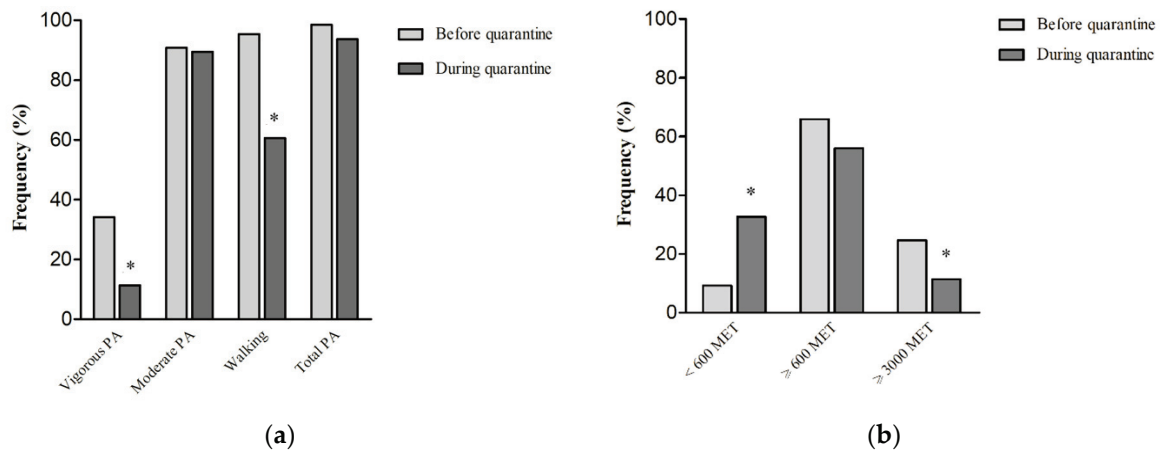 100
80
60
40
20
0
Frequency (%)
Vigorous PA
Moderate PA
Walking
Total PA
*
*
Before quarantine
During quarantine
(a)
100
80
60
40
20
0
Frequency (%)
< 600 MET
⩾ 600 MET
⩾ 3000 MET
*
*
Before quarantine
During quarantine
(b)